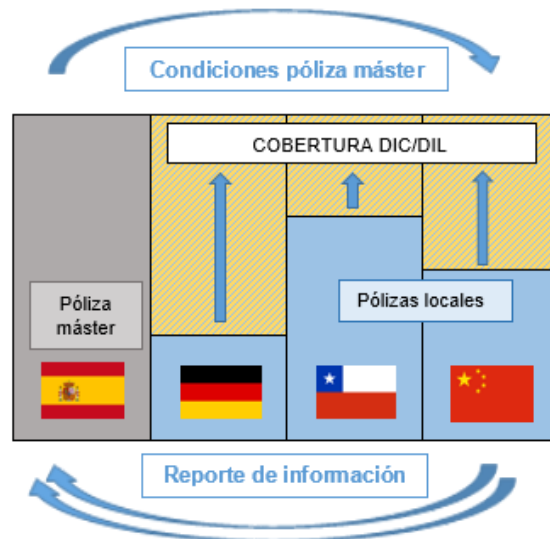 Condiciones póliza máster
COBERTURA DIC/DIL
Póliza
máster
Pólizas locales
Reporte de información